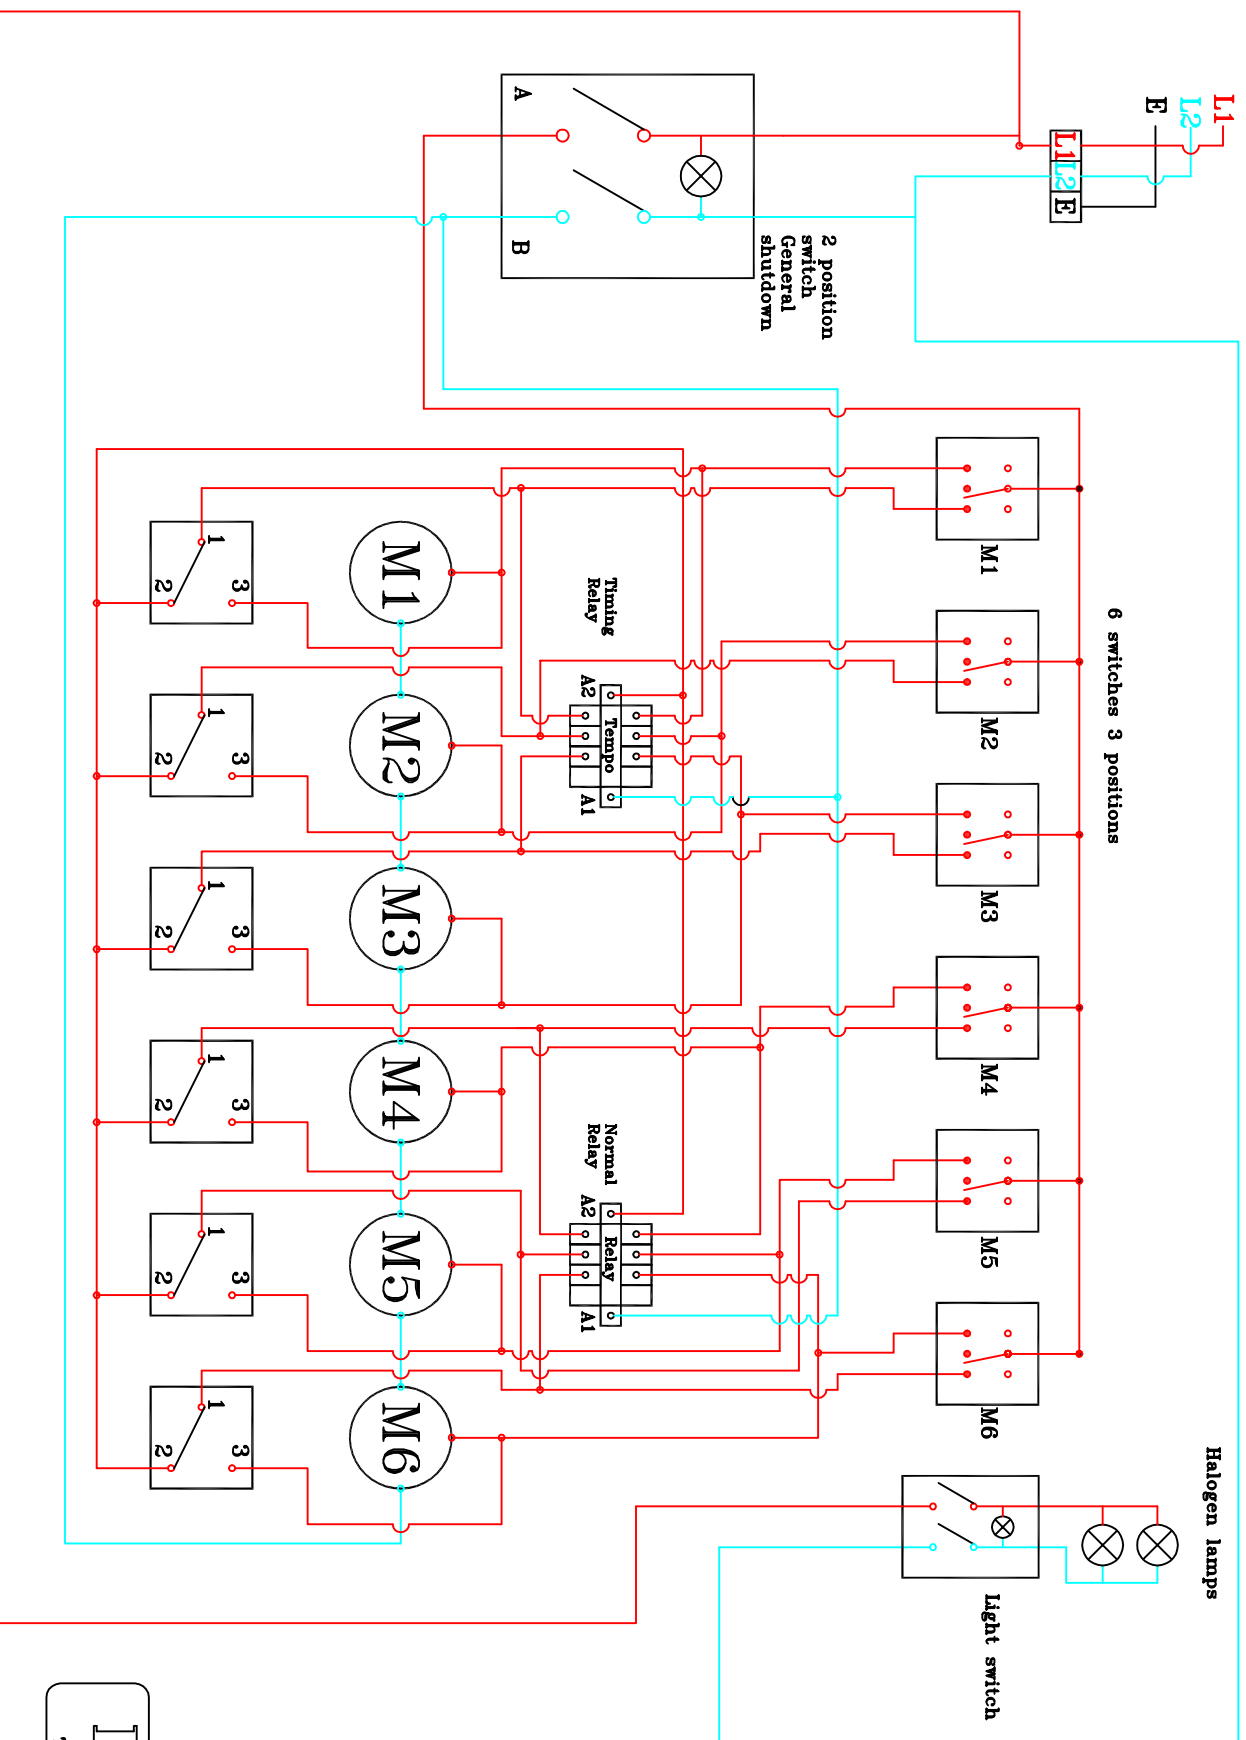 L1
L2
E
L1
L2
E
A
B
2 position
switch
General
shutdown
6 switches 3 positions
M1
M2
M3
M4
M5
M6
Timing
Relay
A2
Tempo
A1
Normal
Relay
A2
Relay
A1
M1
M2
M3
M4
M5
M6
1
2
3
1
2
3
1
2
3
1
2
3
1
2
3
1
2
3
Halogen lamps
Light switch